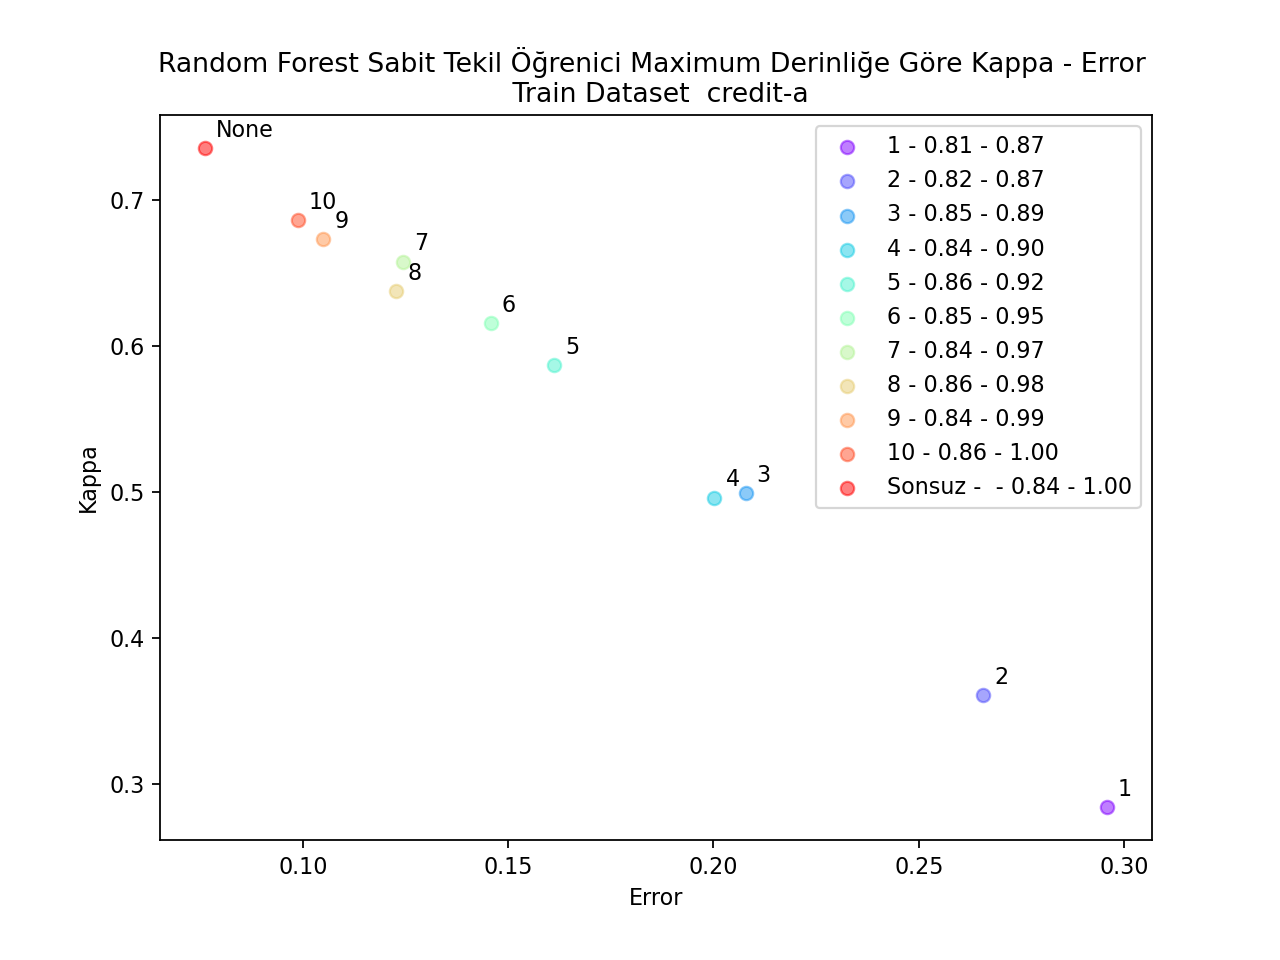 Random Forest Sabit Tekil Öğrenici Maximum Derinliğe Göre Kappa - Error
Train Dataset  credit-a
None
10
9
7
8
6
5
4
3
2
1
1 - 0.81 - 0.87
2 - 0.82 - 0.87
3 - 0.85 - 0.89
4 - 0.84 - 0.90
5 - 0.86 - 0.92
6 - 0.85 - 0.95
7 - 0.84 - 0.97
8 - 0.86 - 0.98
9 - 0.84 - 0.99
10 - 0.86 - 1.00
Sonsuz -  - 0.84 - 1.00
Kappa
0.7
0.6
0.5
0.4
0.3
0.10
0.15
0.20
0.25
0.30
Error